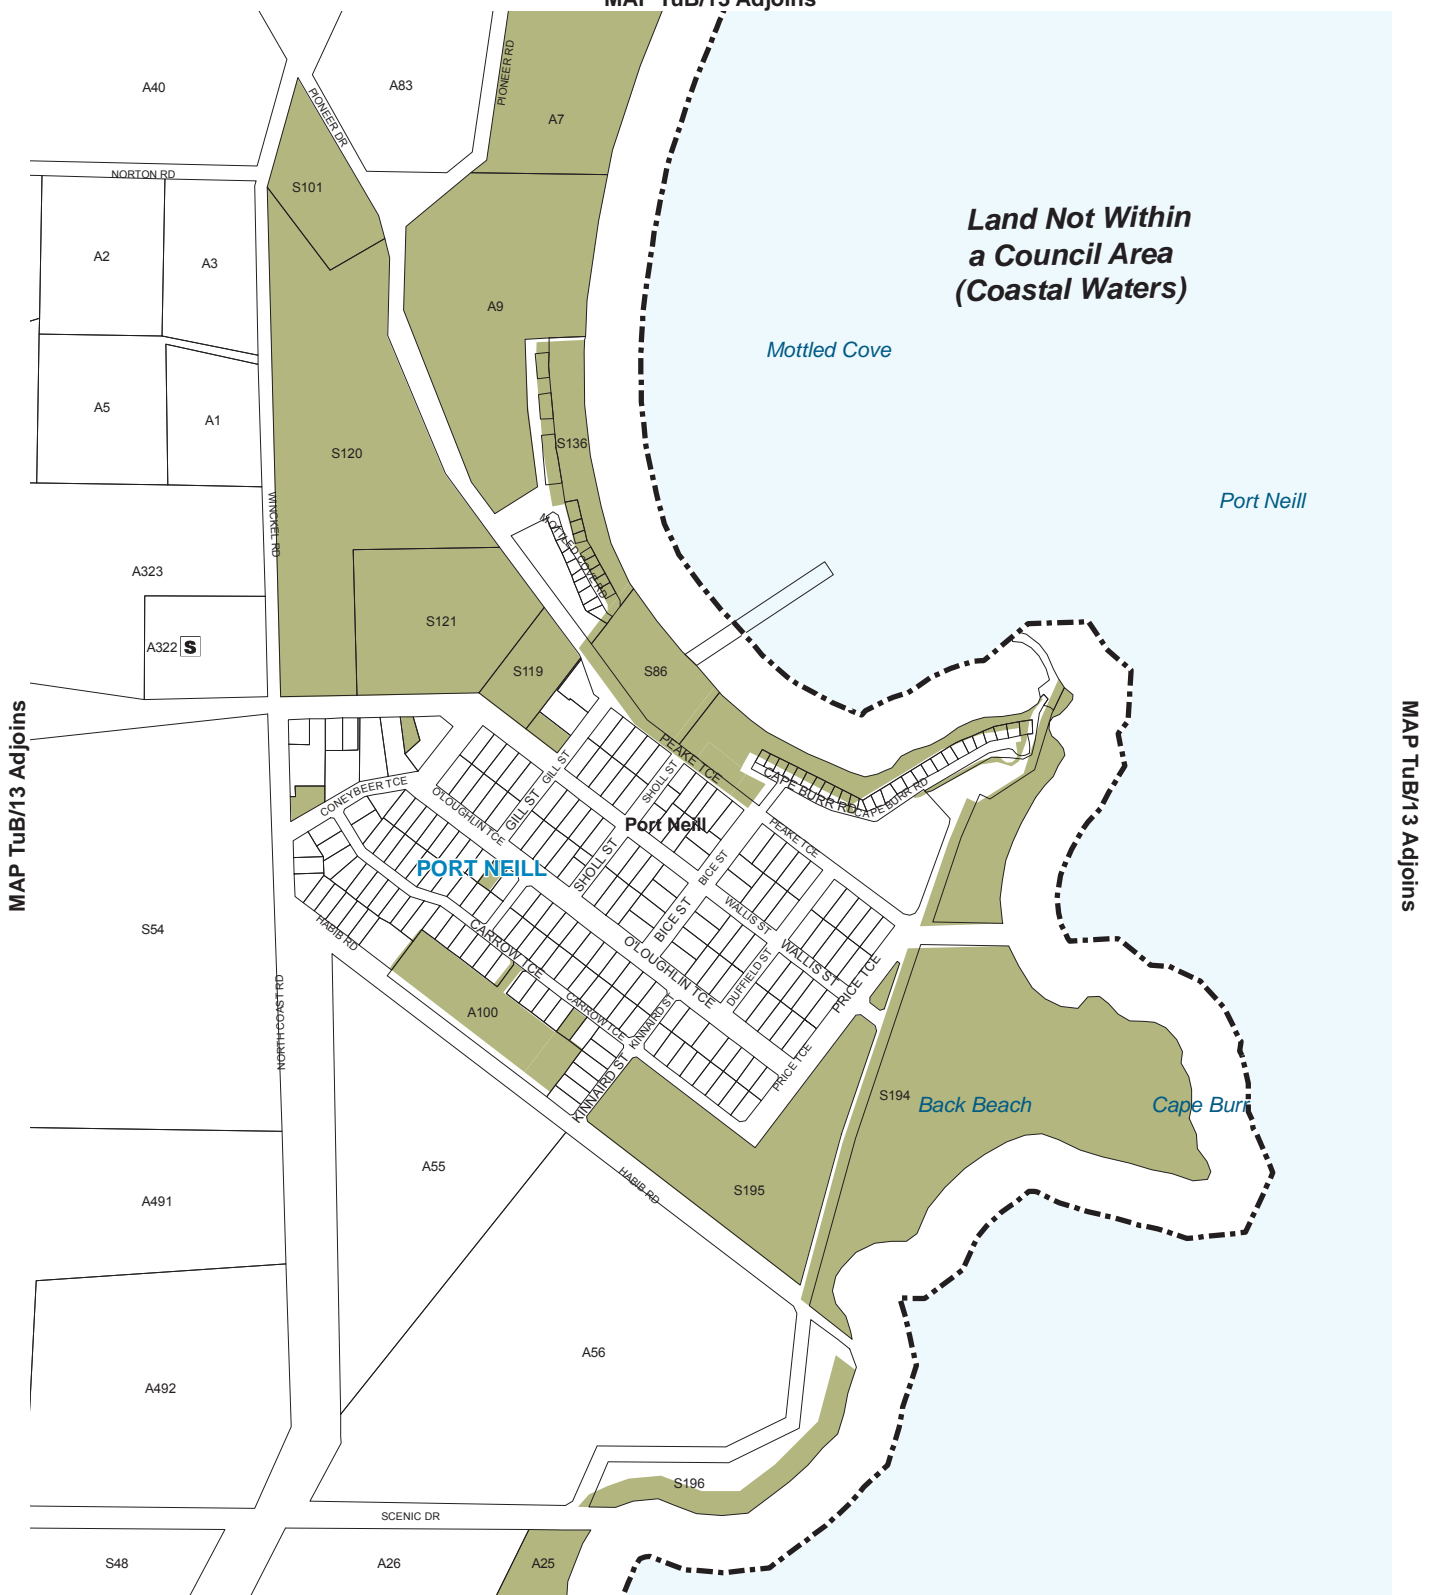 MAP TuB/13 Adjoins
A40
A83
PIONEER RD
PIONEER DR
A7
NORTON RD
S101
Land Not Within
a Council Area
(Coastal Waters)
A2
A3
A9
Mottled Cove
A5
A1
S120
S136
Port Neill
WINCKEL RD
MOTTLED COVE RD
A323
S121
A322 S
S119
S86
MAP TuB/13 Adjoins
MAP TuB/13 Adjoins
PEAKE TCE
GILL ST
SHOLL ST
CAPE BURR RD
CAPE BURR RD
CONEYBEER TCE
O'LOUGHLIN TCE
GILL ST
Port Neill
PEAKE TCE
PORT NEILL
SHOLL ST
BICE ST
WALLIS ST
BICE ST
S54
HABIB RD
CARROW TCE
O'LOUGHLIN TCE
WALLIS ST
DUFFIELD ST
PRICE TCE
NORTH COAST RD
A100
CARROW TCE
KINNAIRD ST
KINNAIRD ST
PRICE TCE
S194
Back Beach
Cape Burr
A55
HABIB RD
S195
A491
A56
A492
S196
SCENIC DR
S48
A26
A25